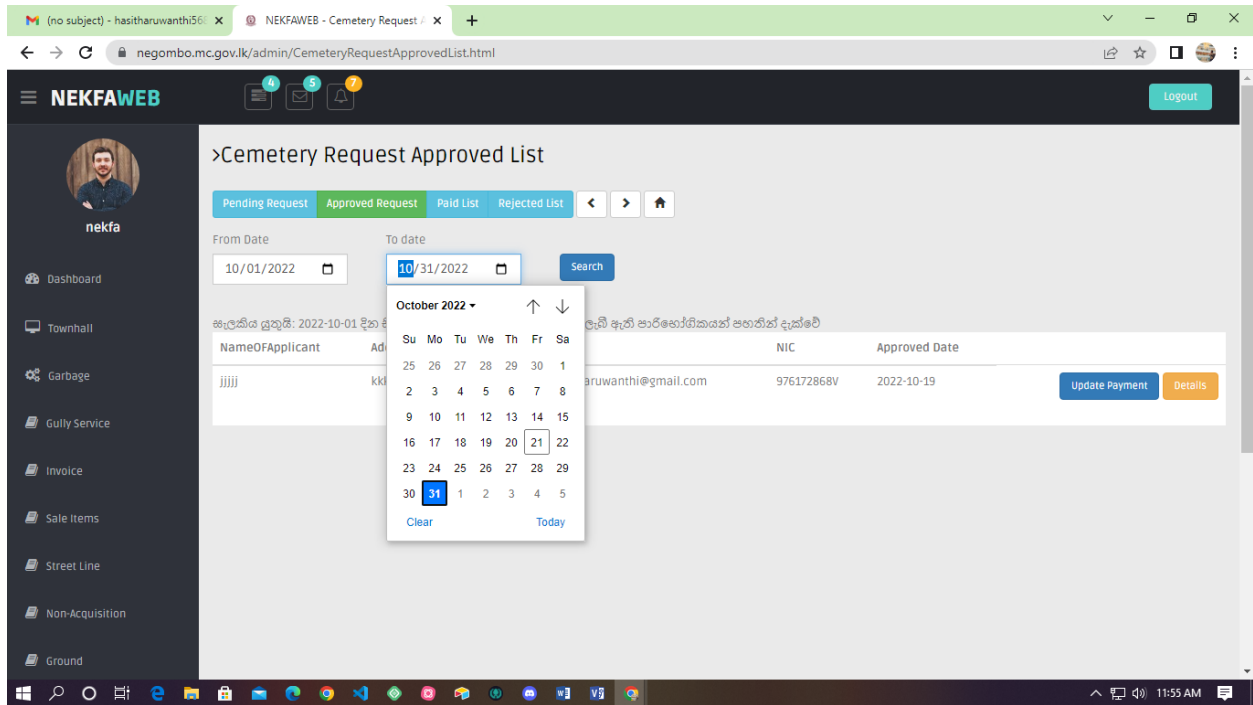 (no subject) - hasitharuwanthi56
NEKFAWEB - Cemetery Request A
negombo.mc.gov.lk/admin/CemeteryRequestApprovedList.html
NEKFAWEB
4
5
7
Logout
nekfa
Dashboard
Townhall
Garbage
Gully Service
Invoice
Sale Items
Street Line
Non-Acquisition
Ground
>Cemetery Request Approved List
Pending Request Approved Request Paid List Rejected List
From Date To date
10/01/2022 10/31/2022 Search
October 2022
Su Mo Tu We Th Fr Sa
25 26 27 28 29 30 1
2 3 4 5 6 7 8
9 10 11 12 13 14 15
16 17 18 19 20 21 22
23 24 25 26 27 28 29
30 31 1 2 3 4 5
Clear Today
සැලකිය යුතුයි: 2022-10-01 දින ලැබී ඇති පාරිභෝගිකයන් පහතින් දැක්වේ
NameOFApplicant NIC Approved Date
jjjjj aruwanthi@gmail.com 976172868V 2022-10-19 Update Payment Details
11:55 AM